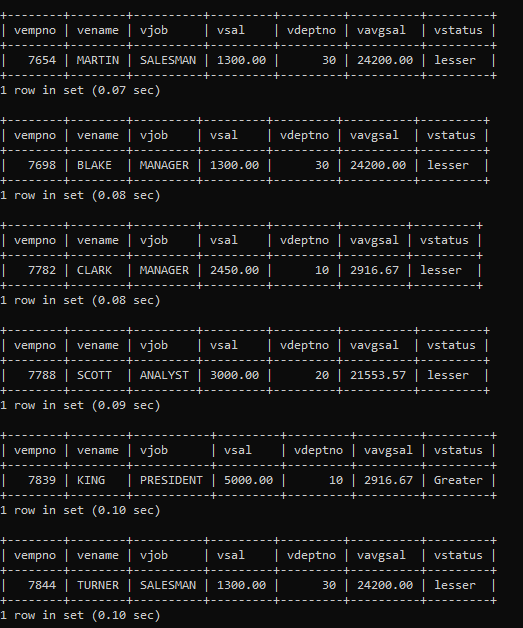 +--------+---------+----------+---------+---------+----------+---------+
| vempno | vename | vjob | vsal | vdeptno | vavgsal | vstatus |
+--------+---------+----------+---------+---------+----------+---------+
| 7654 | MARTIN | SALESMAN | 1300.00 | 30 | 24200.00 | lesser |
+--------+---------+----------+---------+---------+----------+---------+
1 row in set (0.07 sec)
+--------+--------+---------+---------+---------+----------+---------+
| vempno | vename | vjob | vsal | vdeptno | vavgsal | vstatus |
+--------+--------+---------+---------+---------+----------+---------+
| 7698 | BLAKE | MANAGER | 1300.00 | 30 | 24200.00 | lesser |
+--------+--------+---------+---------+---------+----------+---------+
1 row in set (0.08 sec)
+--------+--------+---------+---------+---------+---------+---------+
| vempno | vename | vjob | vsal | vdeptno | vavgsal | vstatus |
+--------+--------+---------+---------+---------+---------+---------+
| 7782 | CLARK | MANAGER | 2450.00 | 10 | 2916.67 | lesser |
+--------+--------+---------+---------+---------+---------+---------+
1 row in set (0.08 sec)
+--------+--------+---------+---------+---------+----------+---------+
| vempno | vename | vjob | vsal | vdeptno | vavgsal | vstatus |
+--------+--------+---------+---------+---------+----------+---------+
| 7788 | SCOTT | ANALYST | 3000.00 | 20 | 21553.57 | lesser |
+--------+--------+---------+---------+---------+----------+---------+
1 row in set (0.09 sec)
+--------+--------+-----------+---------+---------+---------+---------+
| vempno | vename | vjob | vsal | vdeptno | vavgsal | vstatus |
+--------+--------+-----------+---------+---------+---------+---------+
| 7839 | KING | PRESIDENT | 5000.00 | 10 | 2916.67 | Greater |
+--------+--------+-----------+---------+---------+---------+---------+
1 row in set (0.10 sec)
+--------+--------+----------+---------+---------+----------+---------+
| vempno | vename | vjob | vsal | vdeptno | vavgsal | vstatus |
+--------+--------+----------+---------+---------+----------+---------+
| 7844 | TURNER | SALESMAN | 1300.00 | 30 | 24200.00 | lesser |
+--------+--------+----------+---------+---------+----------+---------+
1 row in set (0.10 sec)